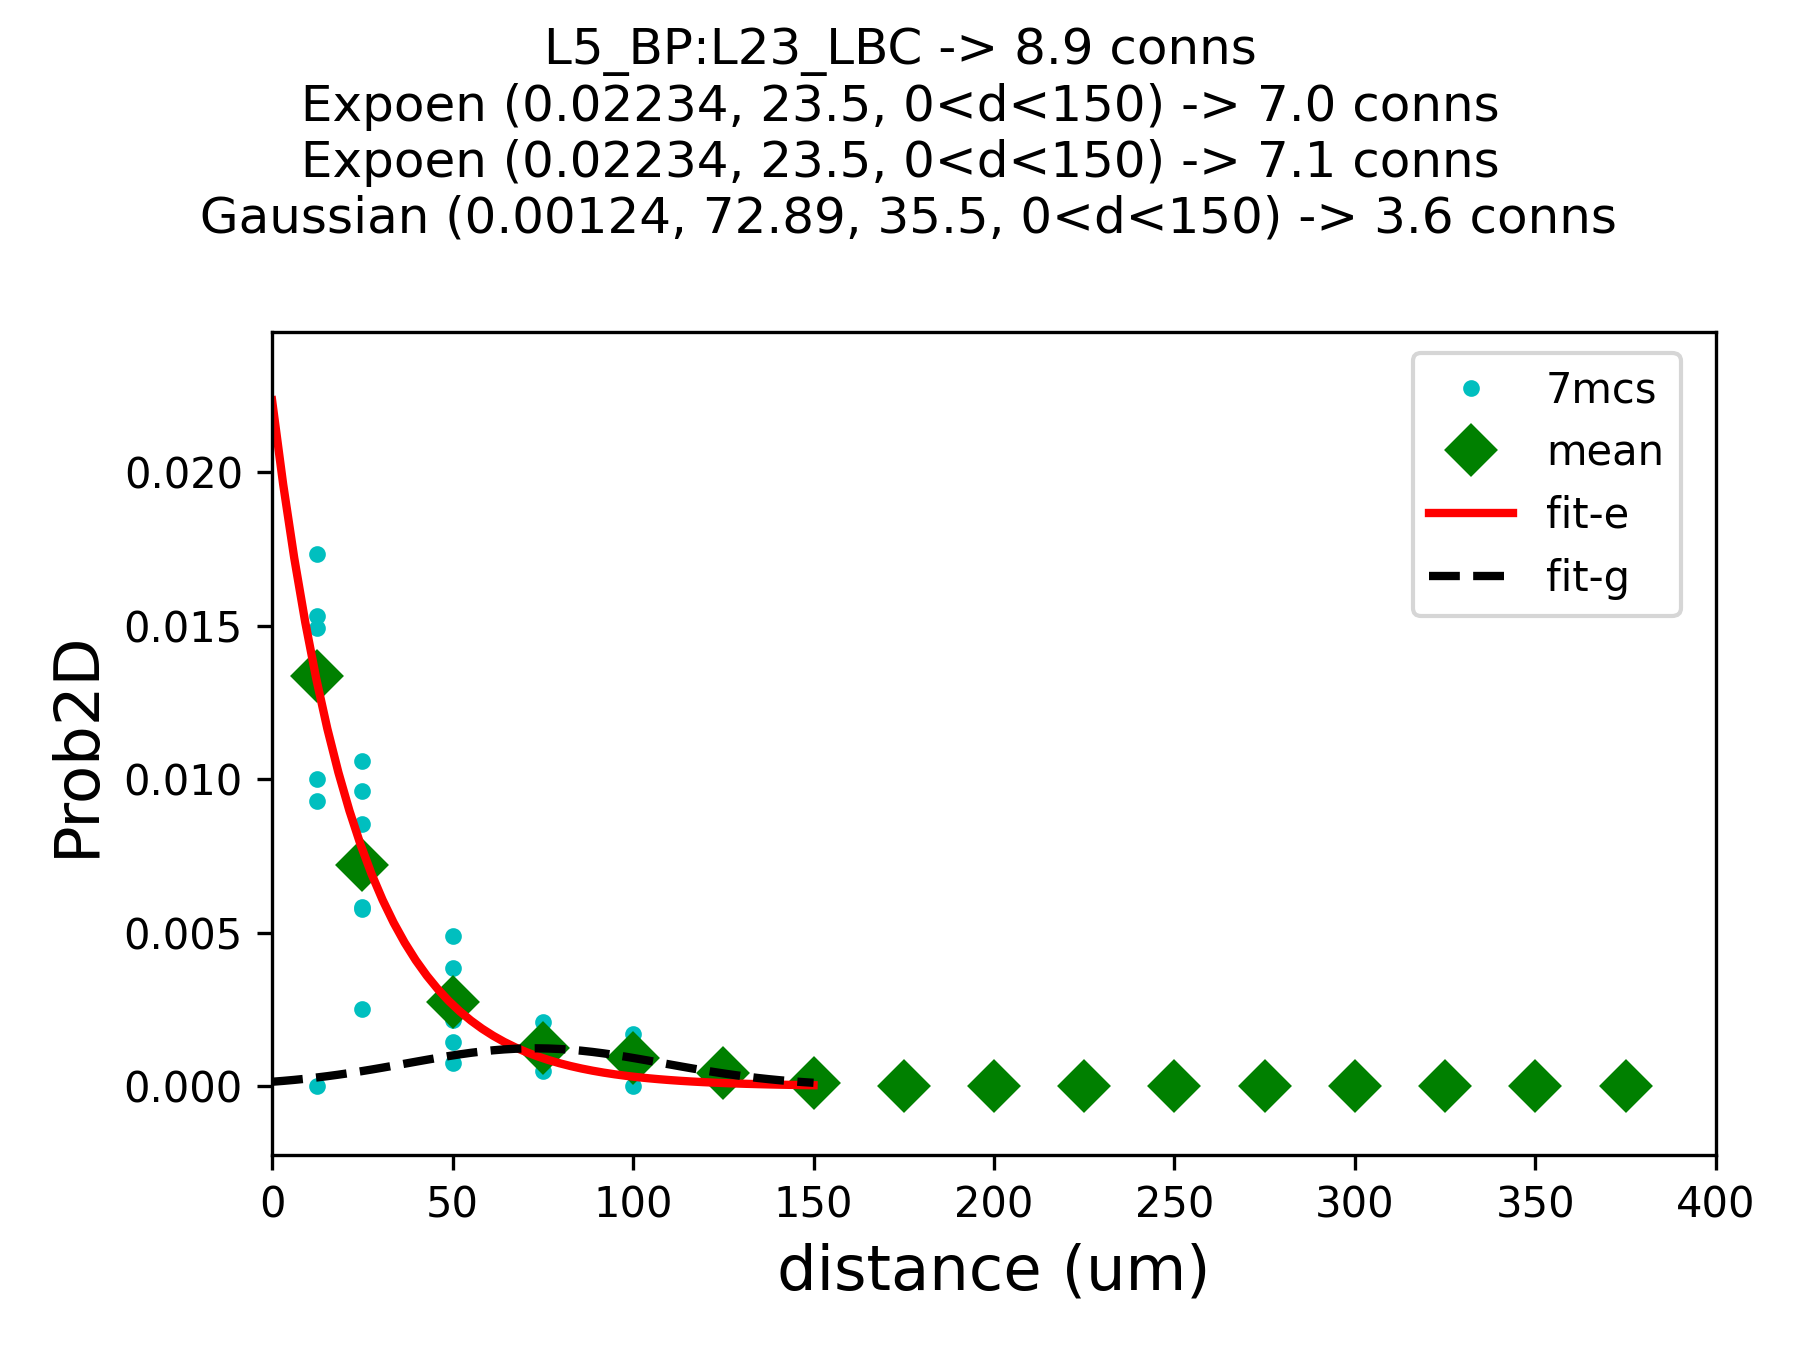 L5_BP:L23_LBC -> 8.9 conns
Expoen (0.02234, 23.5, 0<d<150) -> 7.0 conns
Expoen (0.02234, 23.5, 0<d<150) -> 7.1 conns
Gaussian (0.00124, 72.89, 35.5, 0<d<150) -> 3.6 conns
7mcs
mean
fit-e
fit-g
Prob2D
0.020
0.015
0.010
0.005
0.000
0 50 100 150 200 250 300 350 400
distance (um)